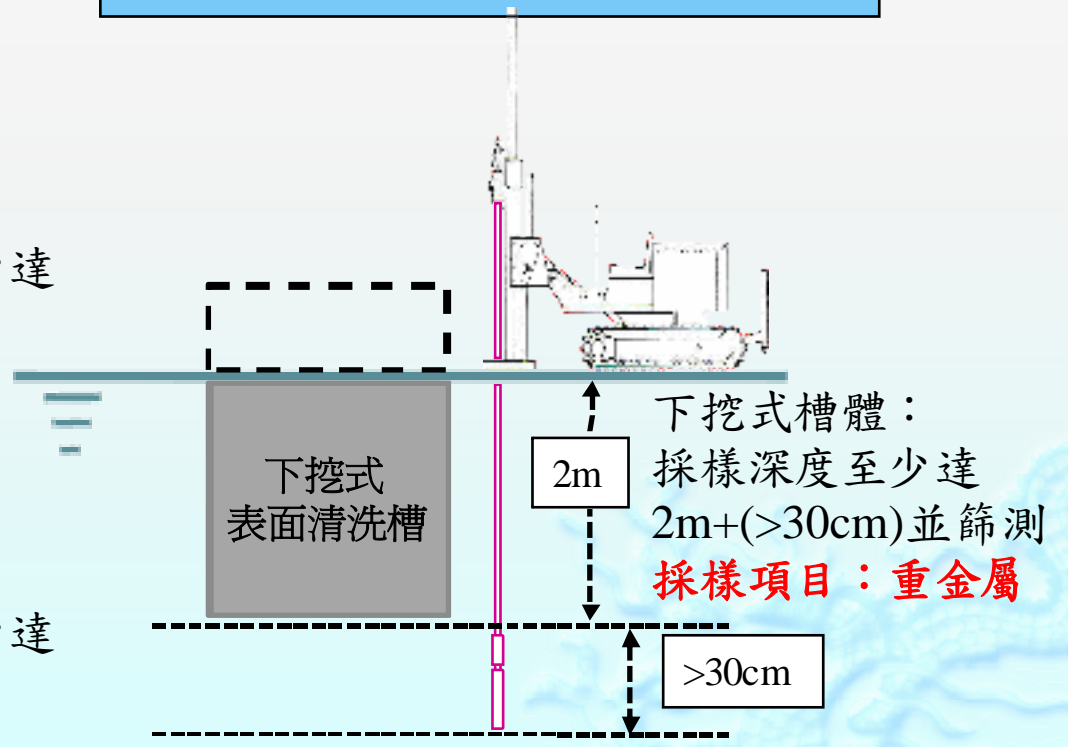 達
下挖式
表面清洗槽
2m
下挖式槽體：
採樣深度至少達
2m+(>30cm)並篩測
採樣項目：重金屬
達
>30cm